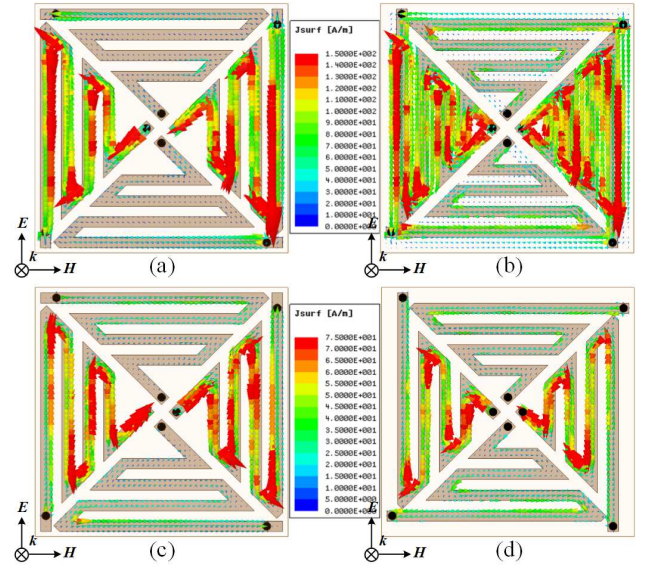 Jsurf [A/m]
1.5000E+002
1.4000E+002
1.3000E+002
1.2000E+002
1.1000E+002
1.0000E+002
9.0000E+001
8.0000E+001
7.0000E+001
6.0000E+001
5.0000E+001
4.0000E+001
3.0000E+001
2.0000E+001
1.0000E+001
0.0000E+000
E
k
H
(a)
E
k
H
(b)
Jsurf [A/m]
7.5000E+001
7.0000E+001
6.5000E+001
6.0000E+001
5.5000E+001
5.0000E+001
4.5000E+001
4.0000E+001
3.5000E+001
3.0000E+001
2.5000E+001
2.0000E+001
1.5000E+001
1.0000E+001
5.0000E+000
0.0000E+000
E
k
H
(c)
E
k
H
(d)